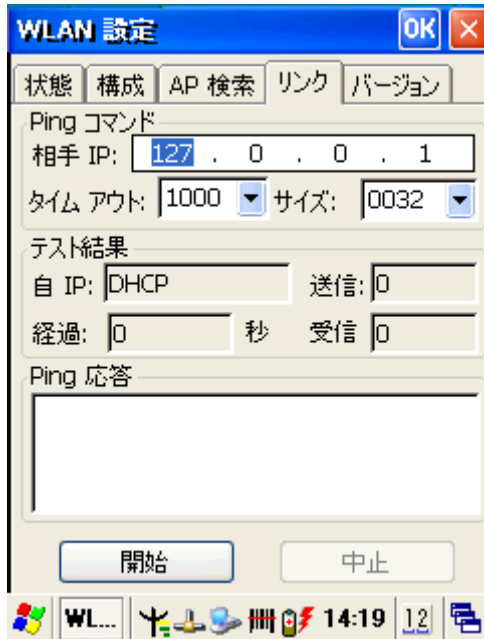 WLAN 設定 OK
状態 構成 AP 検索 リンク バージョン
Ping コマンド
相手 IP: 127 . 0 . 0 . 1
タイム アウト: 1000 サイズ: 0032
テスト結果
自 IP: DHCP 送信: 0
経過: 0 秒 受信 0
Ping 応答
開始 中止
WL... 14:19 12